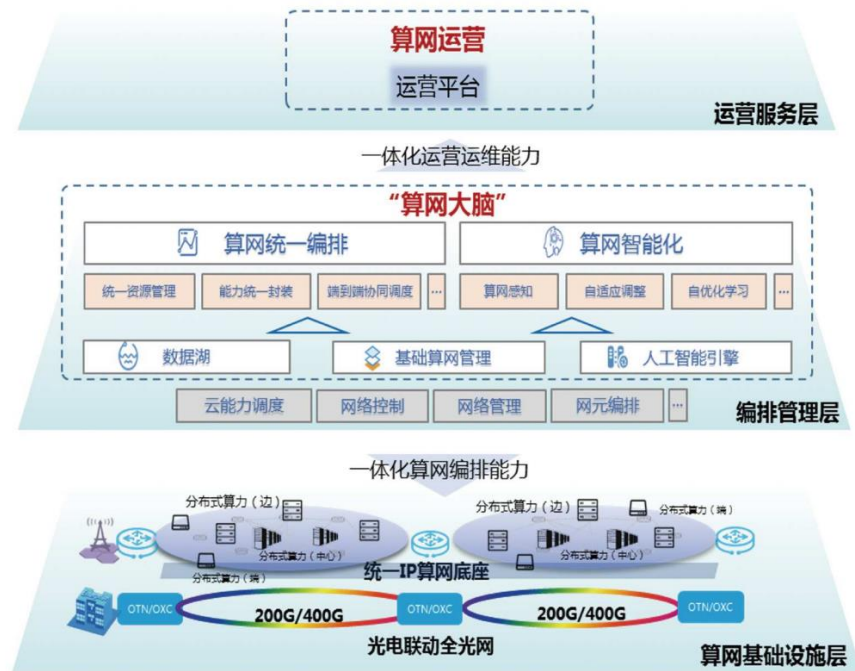 算网运营
运营平台
运营服务层
一体化运营运维能力
“算网大脑”
算网统一编排
算网智能化
统一资源管理
能力统一封装
端到端协同调度
...
算网感知
自适应调整
自优化学习
...
数据湖
基础算网管理
人工智能引擎
云能力调度
网络控制
网络管理
网元编排
...
编排管理层
一体化算网编排能力
分布式算力（边）
分布式算力（边）
分布式算力（端）
分布式算力（中心）
分布式算力（中心）
分布式算力（端）
统一IP算网底座
OTN/OXC
200G/400G
OTN/OXC
200G/400G
OTN/OXC
光电联动全光网
算网基础设施层